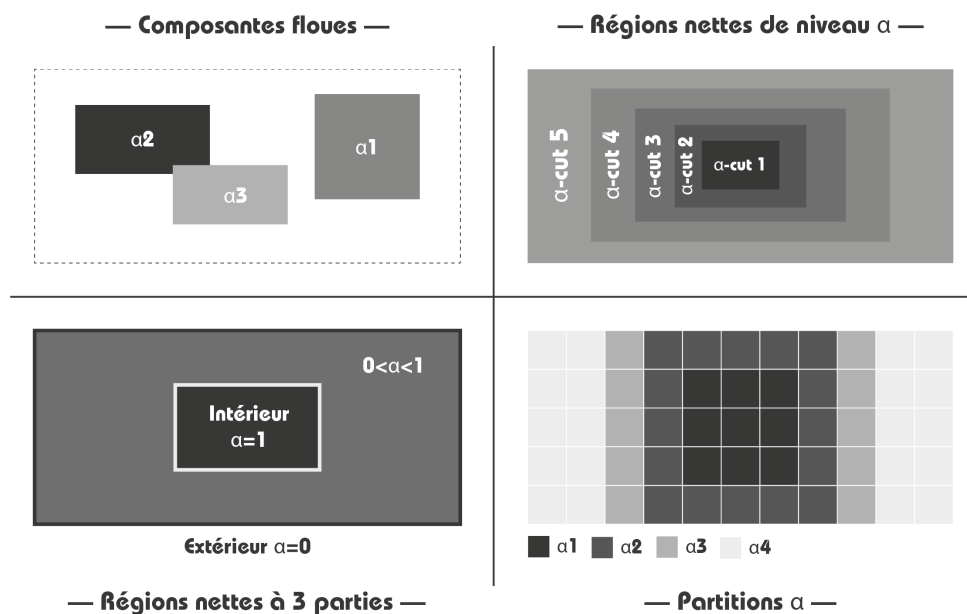 — Composantes floues —
α2
α1
α3
— Régions nettes de niveau α —
α-cut 5
α-cut 4
α-cut 3
α-cut 2
α-cut 1
0<α<1
Intérieur
α=1
Extérieur α=0
— Régions nettes à 3 parties —
α1 α2 α3 α4
— Partitions α —